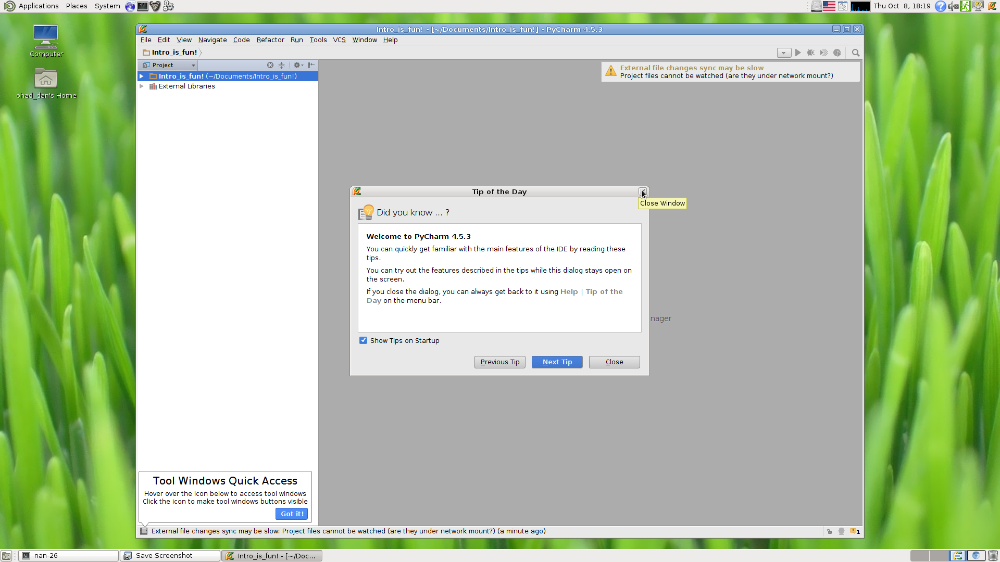 Applications Places System
Thu Oct 8, 18:19
Computer
ohad_dan's Home
Intro_is_fun! - [~/Documents/Intro_is_fun!] - PyCharm 4.5.3
File Edit View Navigate Code Refactor Run Tools VCS Window Help
Intro_is_fun!
Project
Intro_is_fun! (~/Documents/Intro_is_fun!)
External Libraries
External file changes sync may be slow
Project files cannot be watched (are they under network mount?)
Tip of the Day
Close Window
Did you know ... ?
Welcome to PyCharm 4.5.3
You can quickly get familiar with the main features of the IDE by reading these
tips.
You can try out the features described in the tips while this dialog stays open on
the screen.
If you close the dialog, you can always get back to it using Help | Tip of the
Day on the menu bar.
nager
Show Tips on Startup
Previous Tip Next Tip Close
Tool Windows Quick Access
Hover over the icon below to access tool windows
Click the icon to make tool windows buttons visible
Got it!
External file changes sync may be slow: Project files cannot be watched (are they under network mount?) (a minute ago)
1
nan-26
Save Screenshot
Intro_is_fun! - [~/Doc...